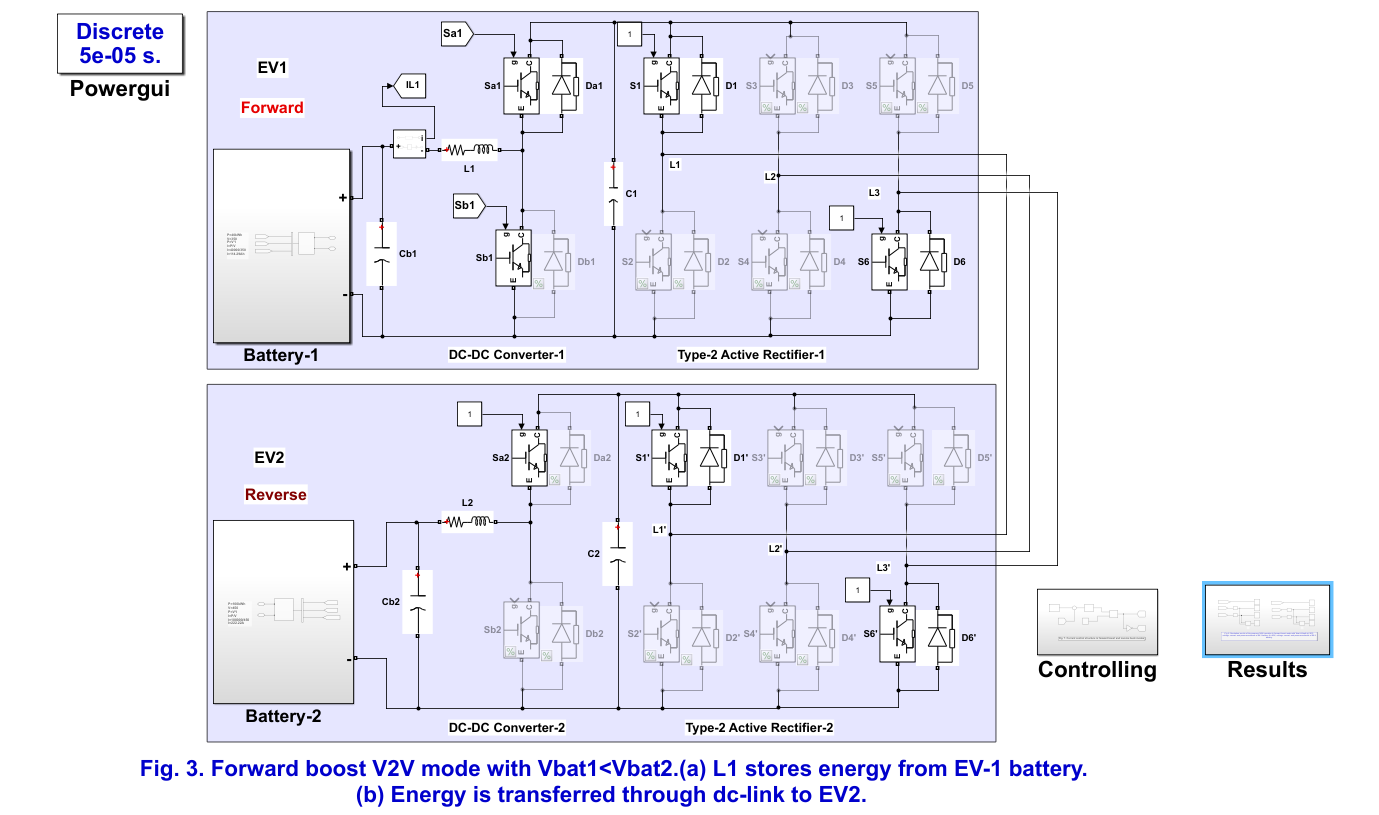 Discrete
5e-05 s.
Powergui
EV1
Forward
Sa1
IL1
i
+
-
L1
Sb1
Battery-1
+
-
Cb1
Sa1
g
C
E
Da1
Sb1
g
C
E
Db1
C1
1
S1
g
C
E
D1
S3
g
C
E
D3
S5
g
C
E
D5
L1
L2
L3
1
S2
g
C
E
D2
S4
g
C
E
D4
S6
g
C
E
D6
DC-DC Converter-1
Type-2 Active Rectifier-1
EV2
Reverse
1
Sa2
g
C
E
Da2
L2
Battery-2
+
-
Cb2
Sb2
g
C
E
Db2
C2
1
S1'
g
C
E
D1'
S3'
g
C
E
D3'
S5'
g
C
E
D5'
L1'
L2'
L3'
1
S2'
g
C
E
D2'
S4'
g
C
E
D4'
S6'
g
C
E
D6'
DC-DC Converter-2
Type-2 Active Rectifier-2
Controlling
Results
Fig. 3. Forward boost V2V mode with Vbat1<Vbat2.(a) L1 stores energy from EV-1 battery.
(b) Energy is transferred through dc-link to EV2.